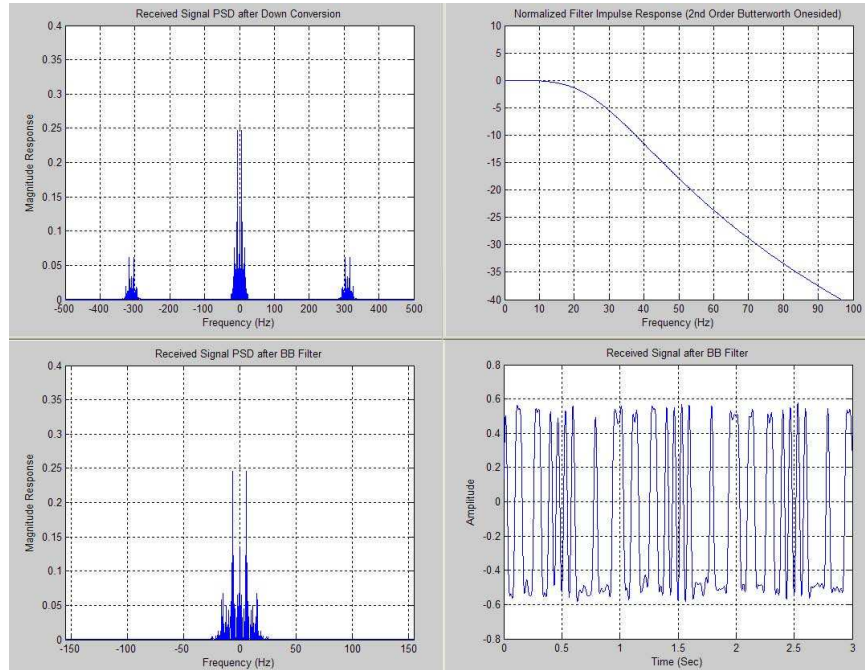 Received Signal PSD after Down Conversion
0.4
0.35
0.3
0.25
0.2
0.15
0.1
0.05
0
Magnitude Response
-500 -400 -300 -200 -100 0 100 200 300 400 500
Frequency (Hz)
Normalized Filter Impulse Response (2nd Order Butterworth Onesided)
10
5
0
-5
-10
-15
-20
-25
-30
-35
-40
0 10 20 30 40 50 60 70 80 90 100
Frequency (Hz)
Received Signal PSD after BB Filter
0.4
0.35
0.3
0.25
0.2
0.15
0.1
0.05
0
Magnitude Response
-150 -100 -50 0 50 100 150
Frequency (Hz)
Received Signal after BB Filter
0.8
0.6
0.4
0.2
0
-0.2
-0.4
-0.6
-0.8
Amplitude
0 0.5 1 1.5 2 2.5 3
Time (Sec)